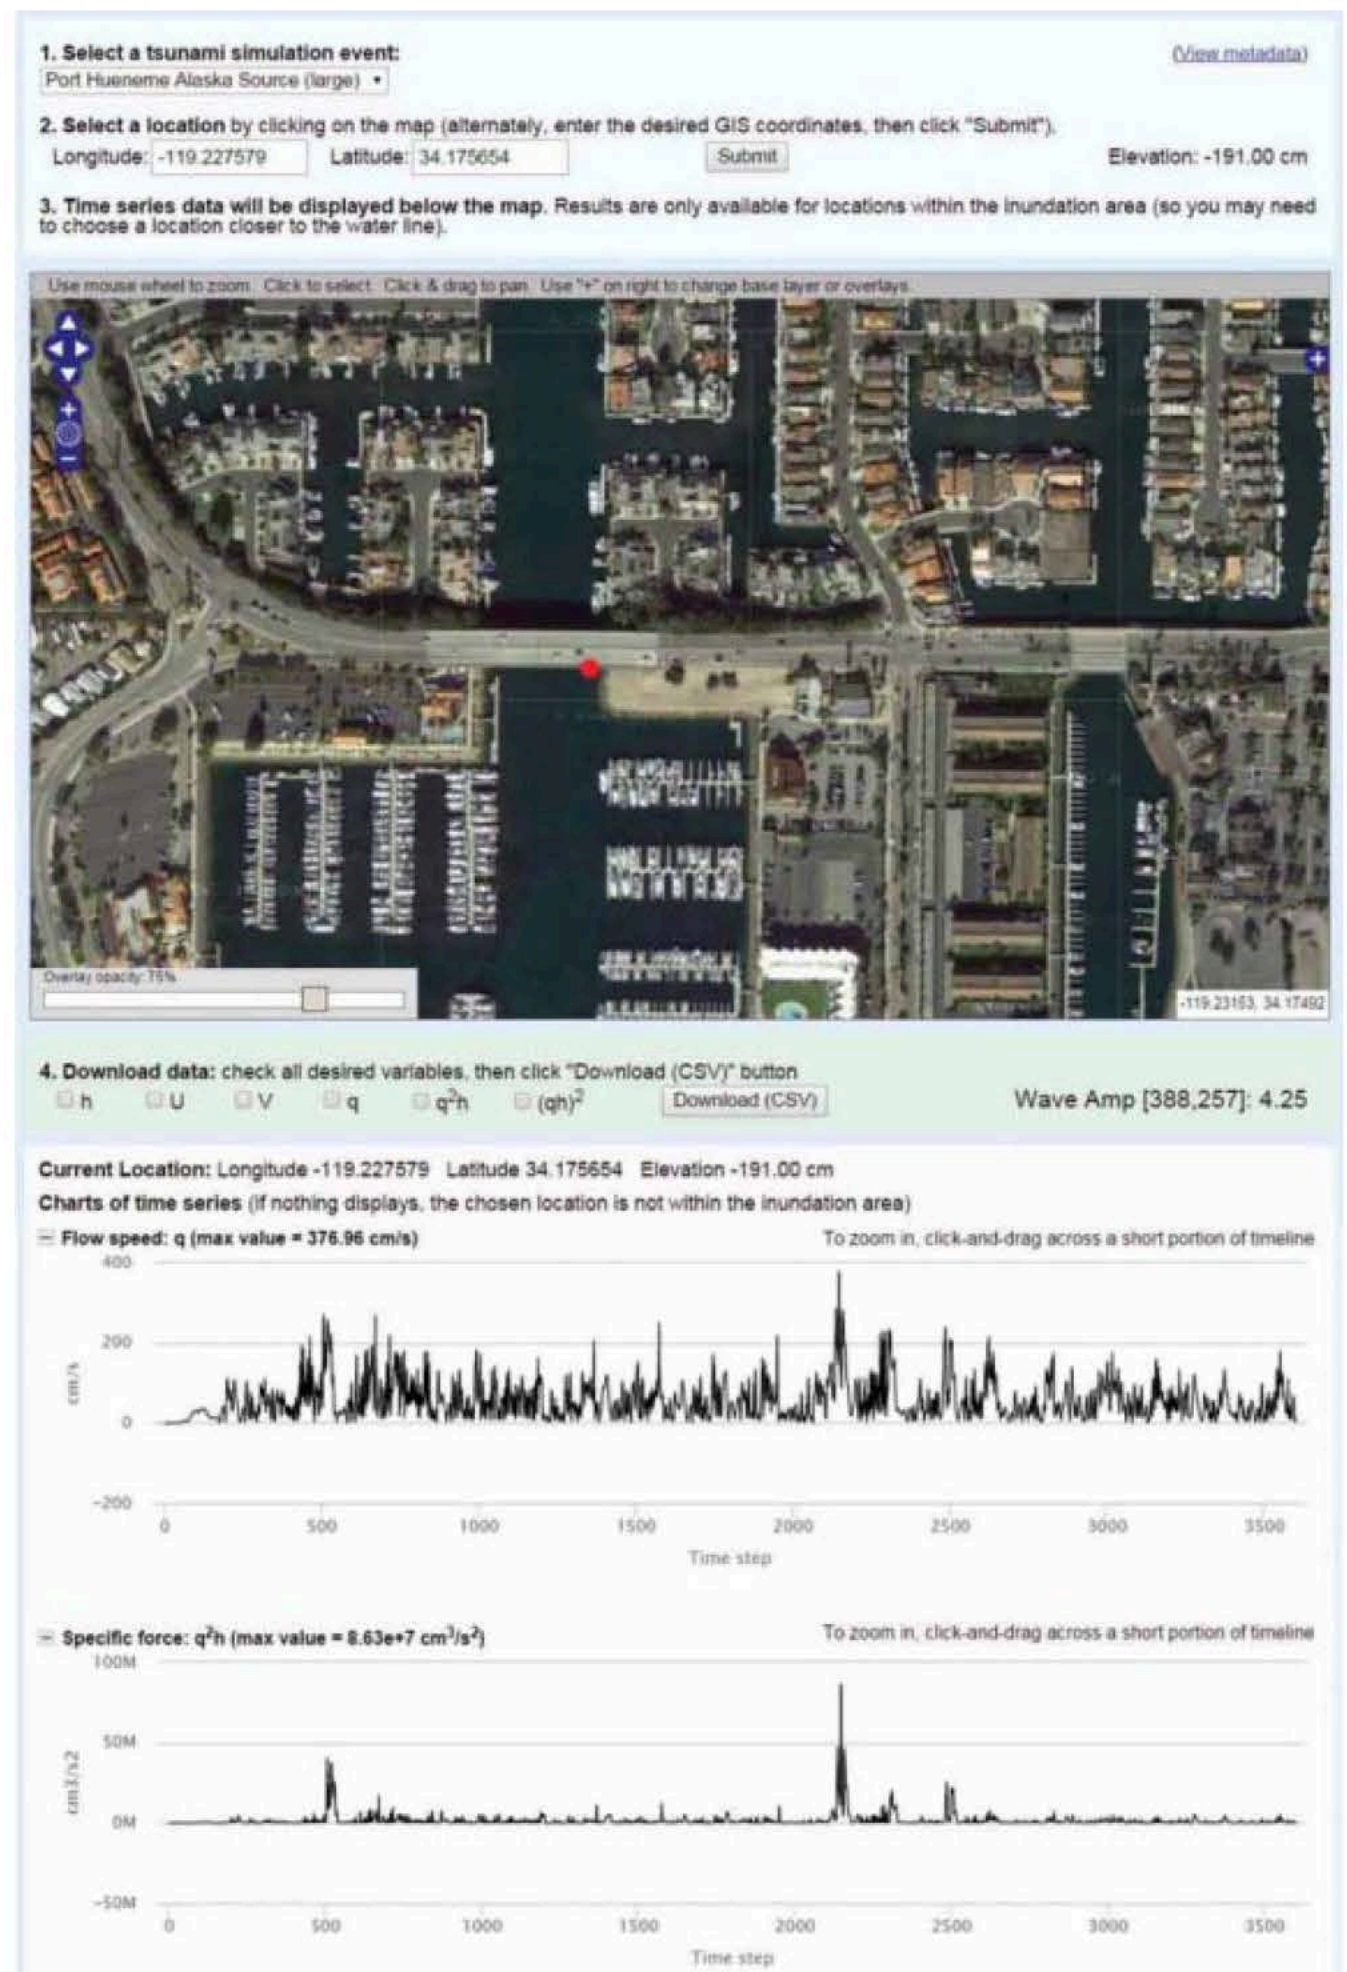 1. Select a tsunami simulation event:
(View metadata)
Port Hueneme Alaska Source (large)
2. Select a location by clicking on the map (alternately, enter the desired GIS coordinates, then click "Submit").
Longitude: -119.227579 Latitude: 34.175654 Submit Elevation: -191.00 cm
3. Time series data will be displayed below the map. Results are only available for locations within the inundation area (so you may need
to choose a location closer to the water line).
Use mouse wheel to zoom. Click to select. Click & drag to pan. Use "+" on right to change base layer or overlays.
Overlay opacity: 75%
-119.23153, 34.17492
4. Download data: check all desired variables, then click "Download (CSV)" button
h U V q q²h (qh)² Download (CSV) Wave Amp [388,257]: 4.25
Current Location: Longitude -119.227579 Latitude 34.175654 Elevation -191.00 cm
Charts of time series (if nothing displays, the chosen location is not within the inundation area)
Flow speed: q (max value = 376.96 cm/s) To zoom in, click-and-drag across a short portion of timeline
400
200
0
-200
cm/s
0 500 1000 1500 2000 2500 3000 3500
Time step
Specific force: q²h (max value = 8.63e+7 cm³/s²) To zoom in, click-and-drag across a short portion of timeline
100M
50M
0M
-50M
cm3/s2
0 500 1000 1500 2000 2500 3000 3500
Time step